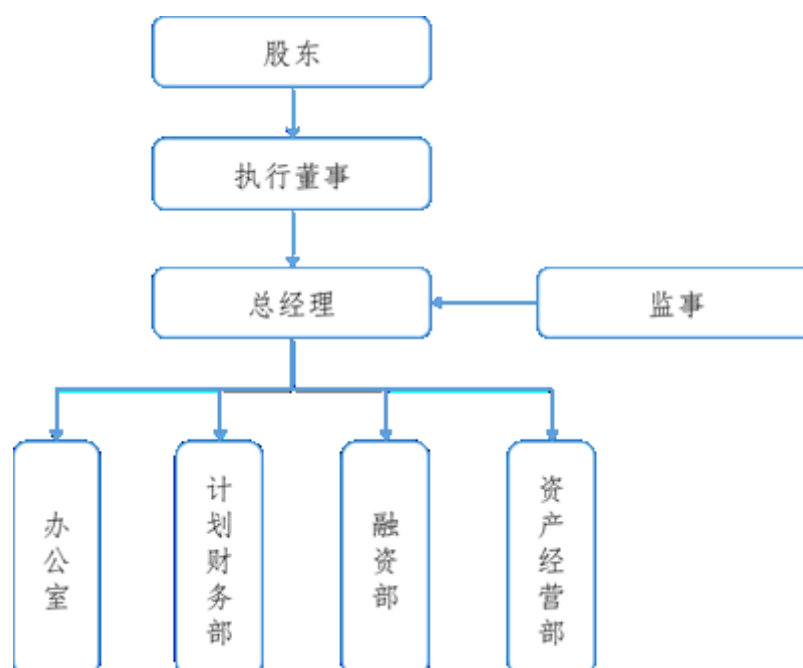 股东
执行董事
总经理
监事
办公室
计划财务部
融资部
资产经营部